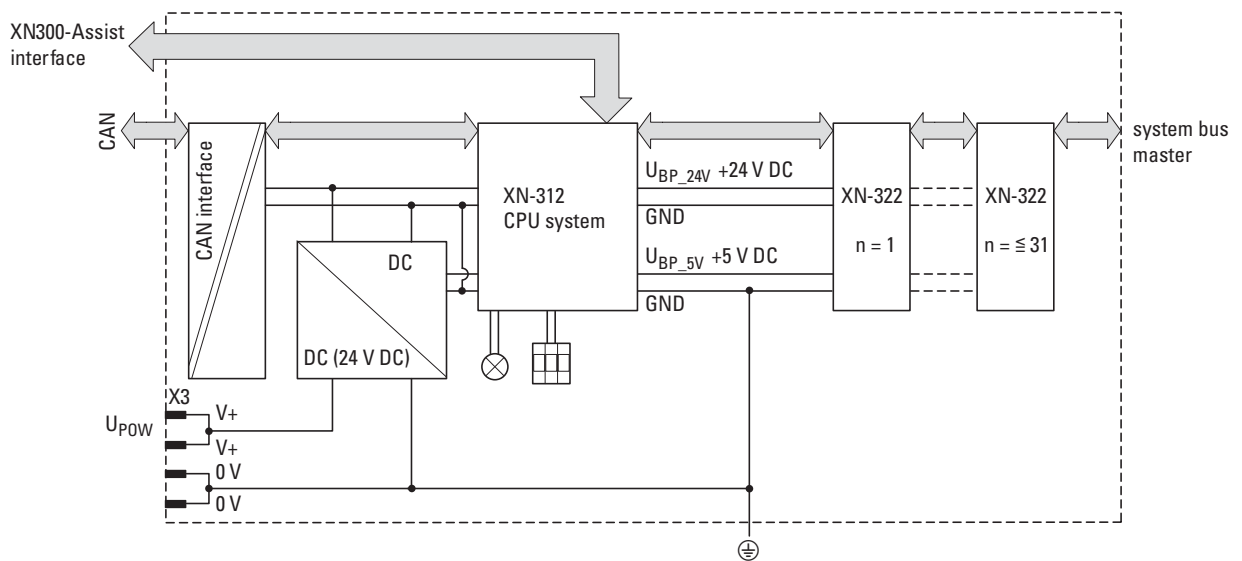 XN300-Assist
interface
CAN
CAN interface
XN-312
CPU system
U_BP_24V +24 V DC
GND
U_BP_5V +5 V DC
GND
XN-322
n = 1
XN-322
n = ≦ 31
system bus
master
DC
DC (24 V DC)
X3
U_POW
V+
V+
0 V
0 V